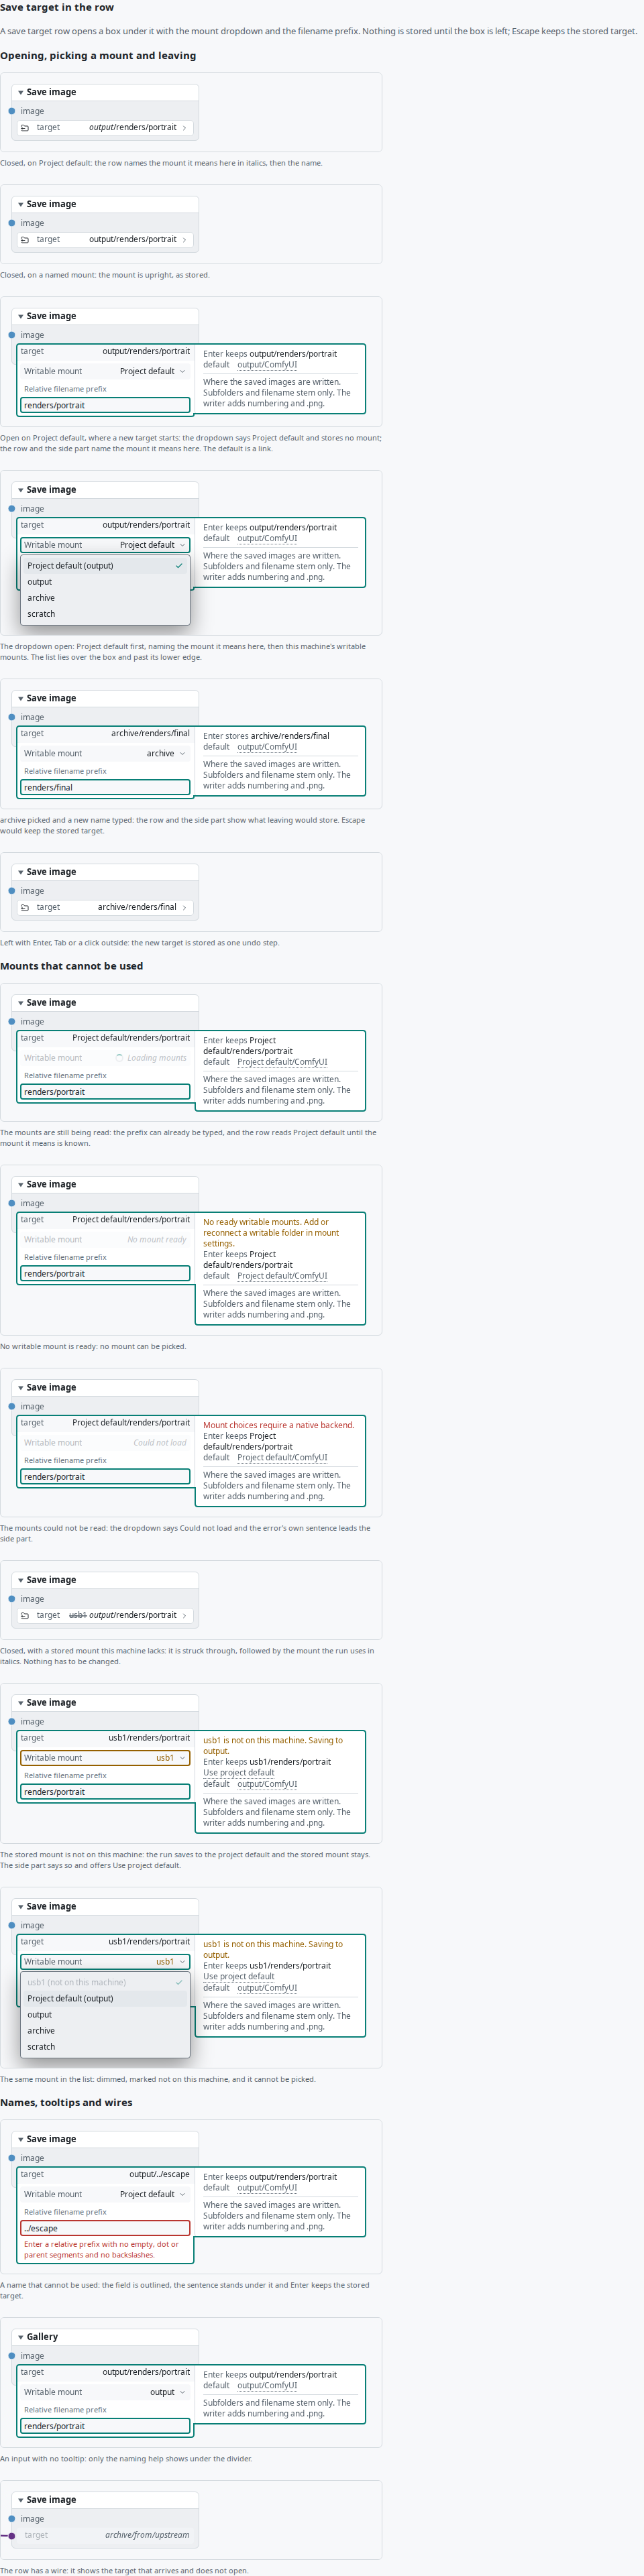 Save target in the row
A save target row opens a box under it with the mount dropdown and the filename prefix. Nothing is stored until the box is left; Escape keeps the stored target.
Opening, picking a mount and leaving
Save image
image
target output/renders/portrait
Closed, on Project default: the row names the mount it means here in italics, then the name.
Save image
image
target output/renders/portrait
Closed, on a named mount: the mount is upright, as stored.
Save image
image
target output/renders/portrait
Writable mount Project default
Relative filename prefix
renders/portrait
Enter keeps output/renders/portrait
default output/ComfyUI
Where the saved images are written.
Subfolders and filename stem only. The
writer adds numbering and .png.
Open on Project default, where a new target starts: the dropdown says Project default and stores no mount;
the row and the side part name the mount it means here. The default is a link.
Save image
image
target output/renders/portrait
Writable mount Project default
Project default (output)
output
archive
scratch
Enter keeps output/renders/portrait
default output/ComfyUI
Where the saved images are written.
Subfolders and filename stem only. The
writer adds numbering and .png.
The dropdown open: Project default first, naming the mount it means here, then this machine's writable
mounts. The list lies over the box and past its lower edge.
Save image
image
target archive/renders/final
Writable mount archive
Relative filename prefix
renders/final
Enter stores archive/renders/final
default output/ComfyUI
Where the saved images are written.
Subfolders and filename stem only. The
writer adds numbering and .png.
archive picked and a new name typed: the row and the side part show what leaving would store. Escape
would keep the stored target.
Save image
image
target archive/renders/final
Left with Enter, Tab or a click outside: the new target is stored as one undo step.
Mounts that cannot be used
Save image
image
target Project default/renders/portrait
Writable mount Loading mounts
Relative filename prefix
renders/portrait
Enter keeps Project
default/renders/portrait
default Project default/ComfyUI
Where the saved images are written.
Subfolders and filename stem only. The
writer adds numbering and .png.
The mounts are still being read: the prefix can already be typed, and the row reads Project default until the
mount it means is known.
Save image
image
target Project default/renders/portrait
Writable mount No mount ready
Relative filename prefix
renders/portrait
No ready writable mounts. Add or
reconnect a writable folder in mount
settings.
Enter keeps Project
default/renders/portrait
default Project default/ComfyUI
Where the saved images are written.
Subfolders and filename stem only. The
writer adds numbering and .png.
No writable mount is ready: no mount can be picked.
Save image
image
target Project default/renders/portrait
Writable mount Could not load
Relative filename prefix
renders/portrait
Mount choices require a native backend.
Enter keeps Project
default/renders/portrait
default Project default/ComfyUI
Where the saved images are written.
Subfolders and filename stem only. The
writer adds numbering and .png.
The mounts could not be read: the dropdown says Could not load and the error's own sentence leads the
side part.
Save image
image
target usb1 output/renders/portrait
Closed, with a stored mount this machine lacks: it is struck through, followed by the mount the run uses in
italics. Nothing has to be changed.
Save image
image
target usb1/renders/portrait
Writable mount usb1
Relative filename prefix
renders/portrait
usb1 is not on this machine. Saving to
output.
Enter keeps usb1/renders/portrait
Use project default
default output/ComfyUI
Where the saved images are written.
Subfolders and filename stem only. The
writer adds numbering and .png.
The stored mount is not on this machine: the run saves to the project default and the stored mount stays.
The side part says so and offers Use project default.
Save image
image
target usb1/renders/portrait
Writable mount usb1
usb1 (not on this machine)
Project default (output)
output
archive
scratch
usb1 is not on this machine. Saving to
output.
Enter keeps usb1/renders/portrait
Use project default
default output/ComfyUI
Where the saved images are written.
Subfolders and filename stem only. The
writer adds numbering and .png.
The same mount in the list: dimmed, marked not on this machine, and it cannot be picked.
Names, tooltips and wires
Save image
image
target output/../escape
Writable mount Project default
Relative filename prefix
../escape
Enter a relative prefix with no empty, dot or
parent segments and no backslashes.
Enter keeps output/renders/portrait
default output/ComfyUI
Where the saved images are written.
Subfolders and filename stem only. The
writer adds numbering and .png.
A name that cannot be used: the field is outlined, the sentence stands under it and Enter keeps the stored
target.
Gallery
image
target output/renders/portrait
Writable mount output
Relative filename prefix
renders/portrait
Enter keeps output/renders/portrait
default output/ComfyUI
Subfolders and filename stem only. The
writer adds numbering and .png.
An input with no tooltip: only the naming help shows under the divider.
Save image
image
target archive/from/upstream
The row has a wire: it shows the target that arrives and does not open.